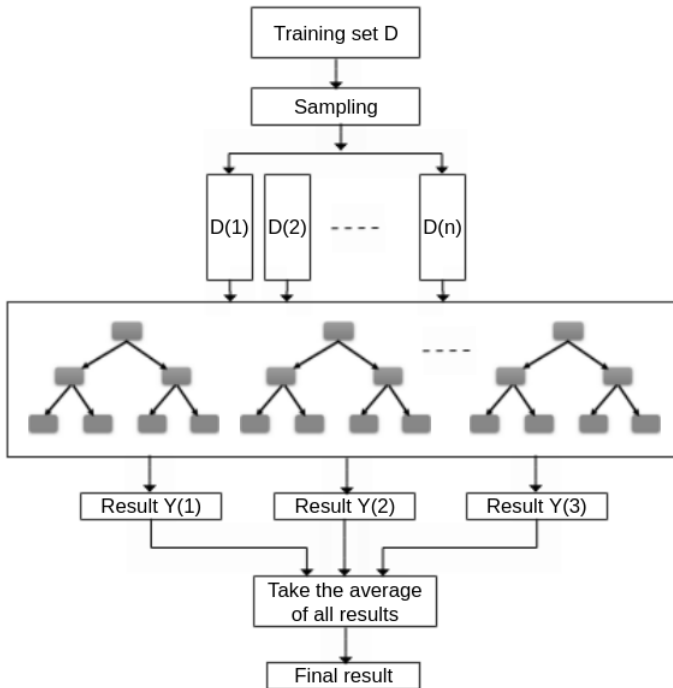 Training set D
Sampling
D(1)
D(2)
D(n)
Result Y(1)
Result Y(2)
Result Y(3)
Take the average
of all results
Final result